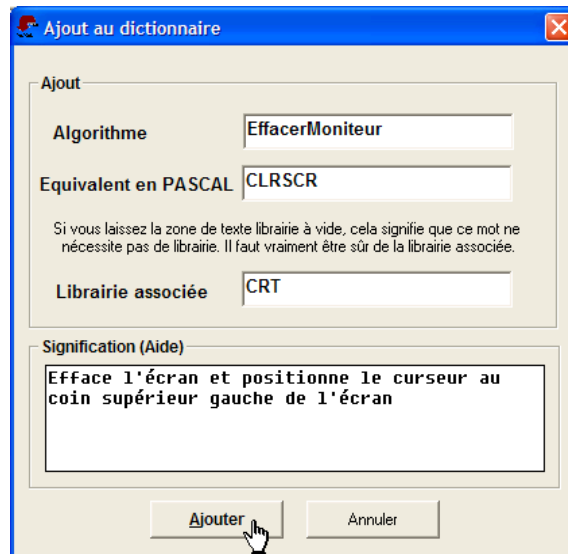 Ajout au dictionnaire
Ajout
Algorithme
EffacerMoniteur
Equivalent en PASCAL
CLRSCR
Si vous laissez la zone de texte librairie à vide, cela signifie que ce mot ne
nécessite pas de librairie. Il faut vraiment être sûr de la librairie associée.
Librairie associée
CRT
Signification (Aide)
Efface l'écran et positionne le curseur au
coin supérieur gauche de l'écran
Ajouter
Annuler